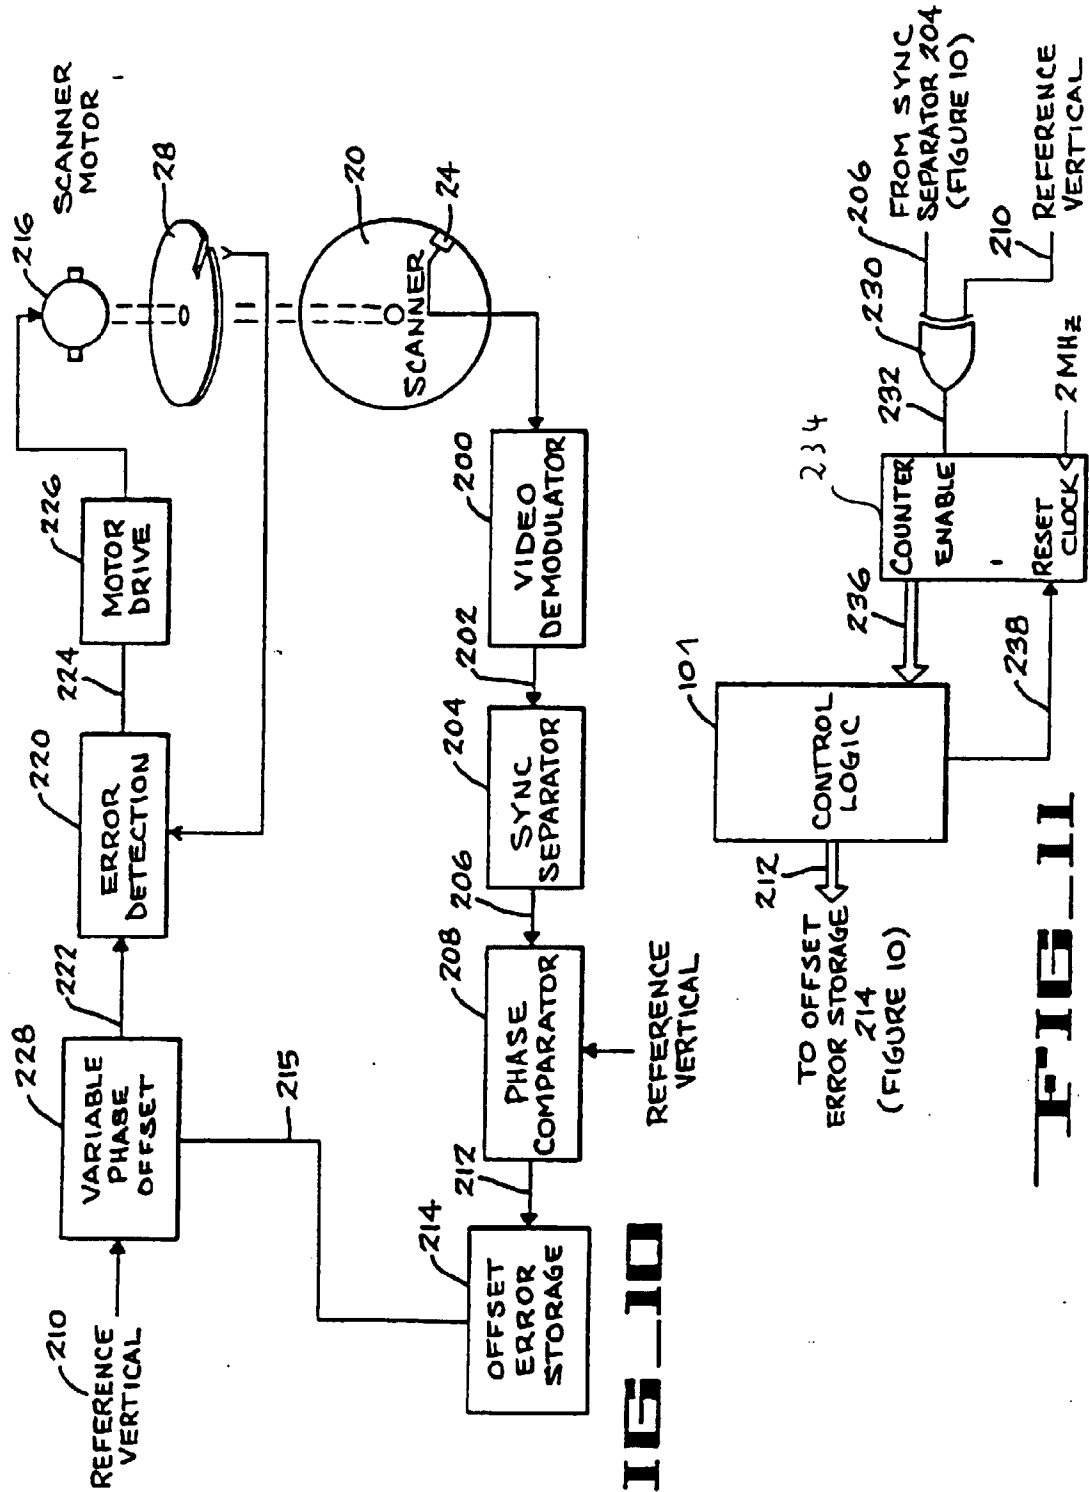 SCANNER
MOTOR
216
28
20
24
SCANNER
226
MOTOR
DRIVE
224
220
ERROR
DETECTION
222
228
VARIABLE
PHASE
OFFSET
210
REFERENCE
VERTICAL
215
200
VIDEO
DEMODULATOR
202
204
SYNC
SEPARATOR
206
208
PHASE
COMPARATOR
REFERENCE
VERTICAL
212
214
OFFSET
ERROR
STORAGE
IG_10
FROM SYNC
SEPARATOR 204
(FIGURE 10)
206
210
REFERENCE
VERTICAL
230
232
2 MHz
234
COUNTER
ENABLE
RESET
CLOCK
236
238
101
CONTROL
LOGIC
212
TO OFFSET
ERROR STORAGE
214
(FIGURE 10)
FIG_11